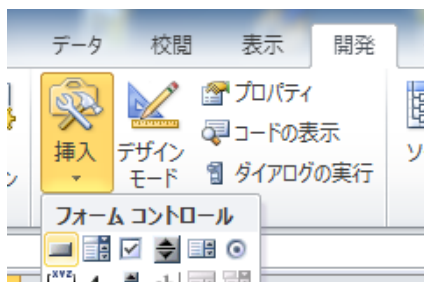 データ 校閲 表示 開発
挿入
デザイン
モード
プロパティ
コードの表示
ダイアログの実行
フォーム コントロール